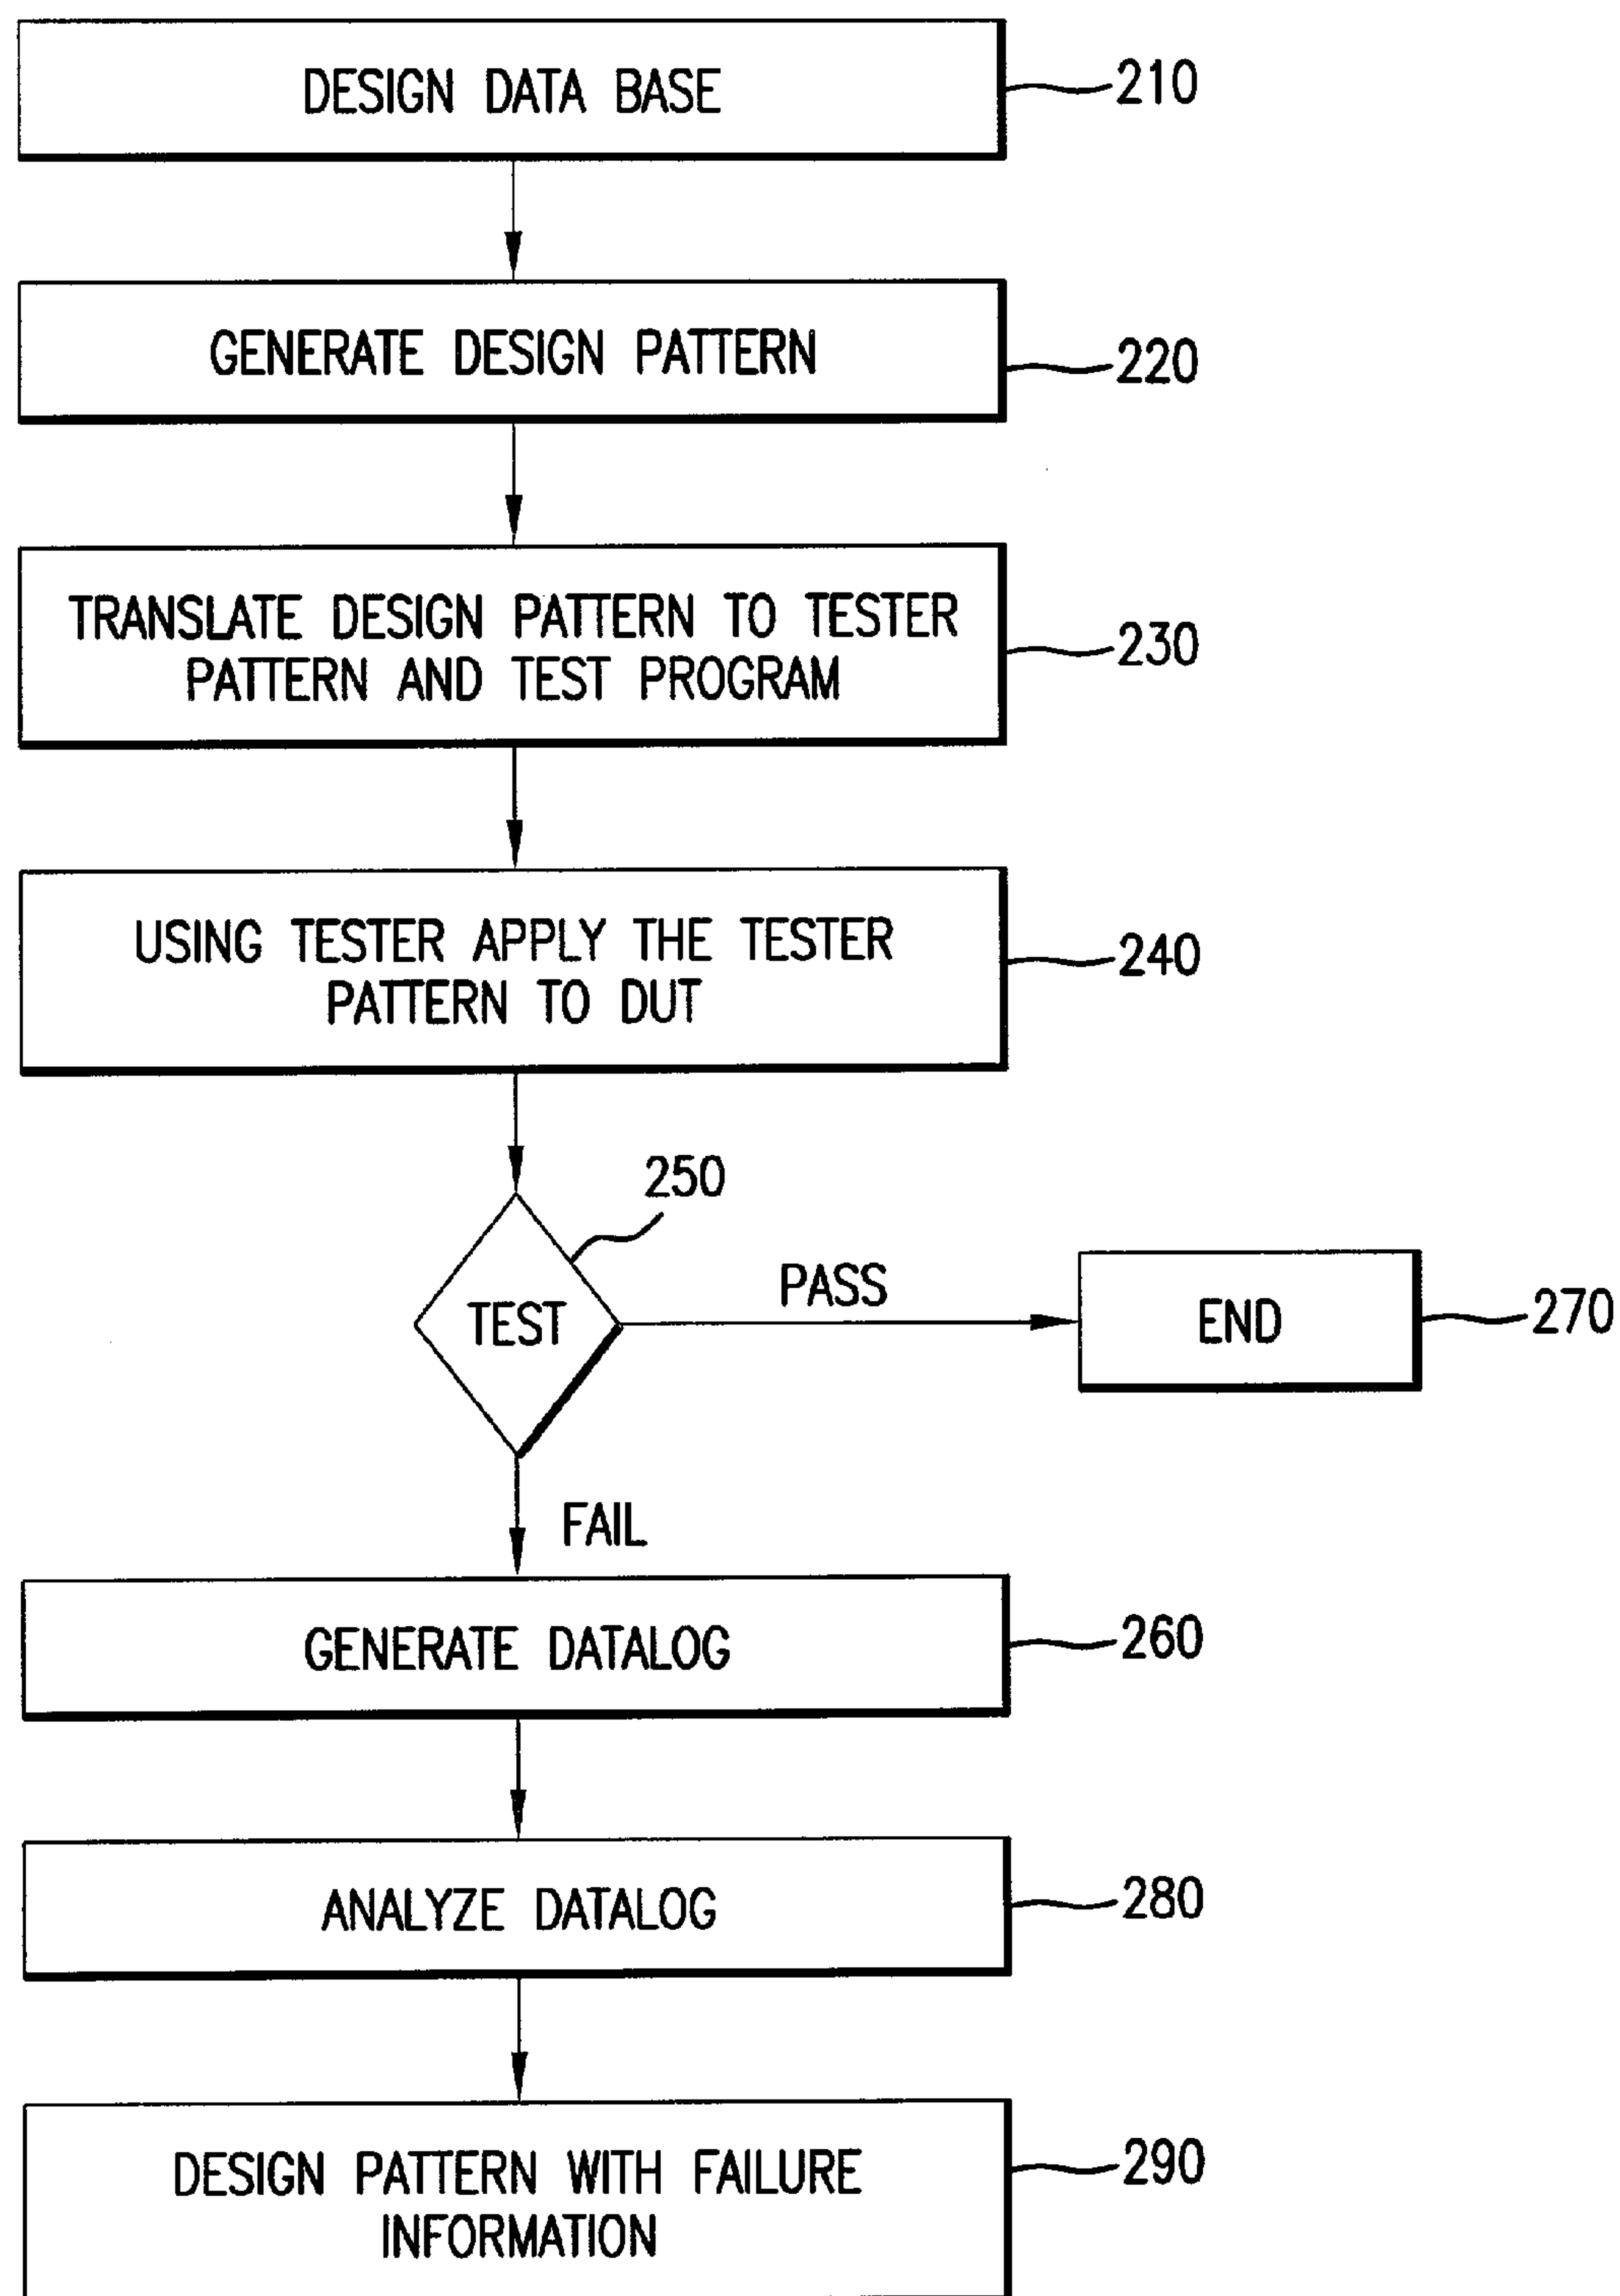 DESIGN DATA BASE
210
GENERATE DESIGN PATTERN
220
TRANSLATE DESIGN PATTERN TO TESTER
PATTERN AND TEST PROGRAM
230
USING TESTER APPLY THE TESTER
PATTERN TO DUT
240
250
TEST
PASS
END
270
FAIL
GENERATE DATALOG
260
ANALYZE DATALOG
280
DESIGN PATTERN WITH FAILURE
INFORMATION
290